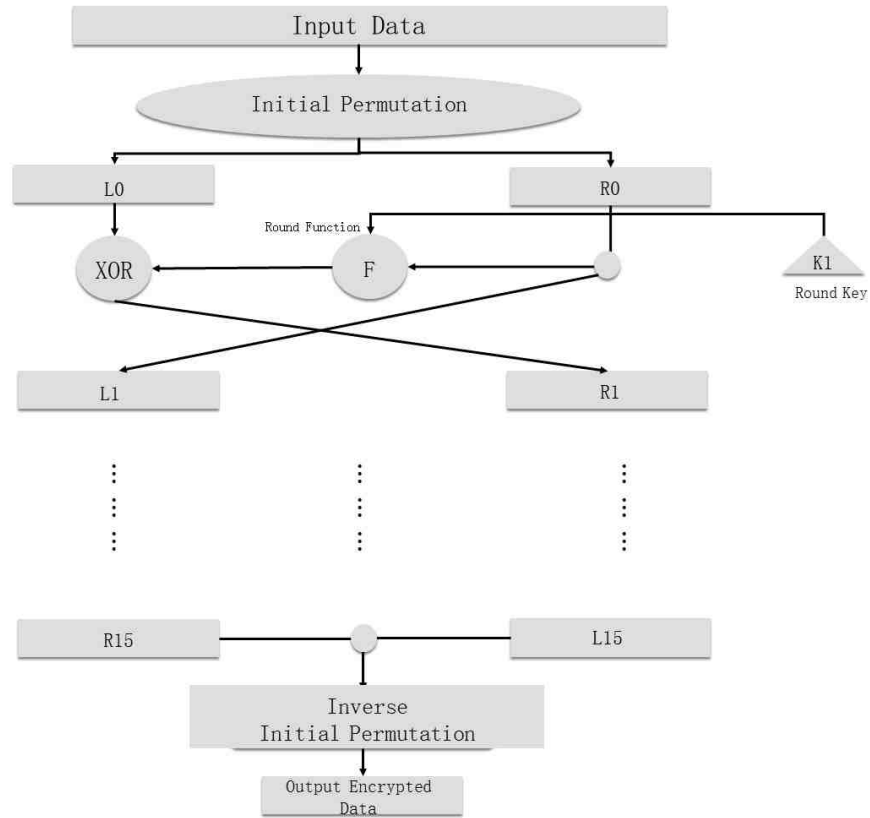 Input Data
Initial Permutation
L0
R0
Round Function
XOR
F
K1
Round Key
L1
R1
R15
L15
Inverse
Initial Permutation
Output Encrypted
Data